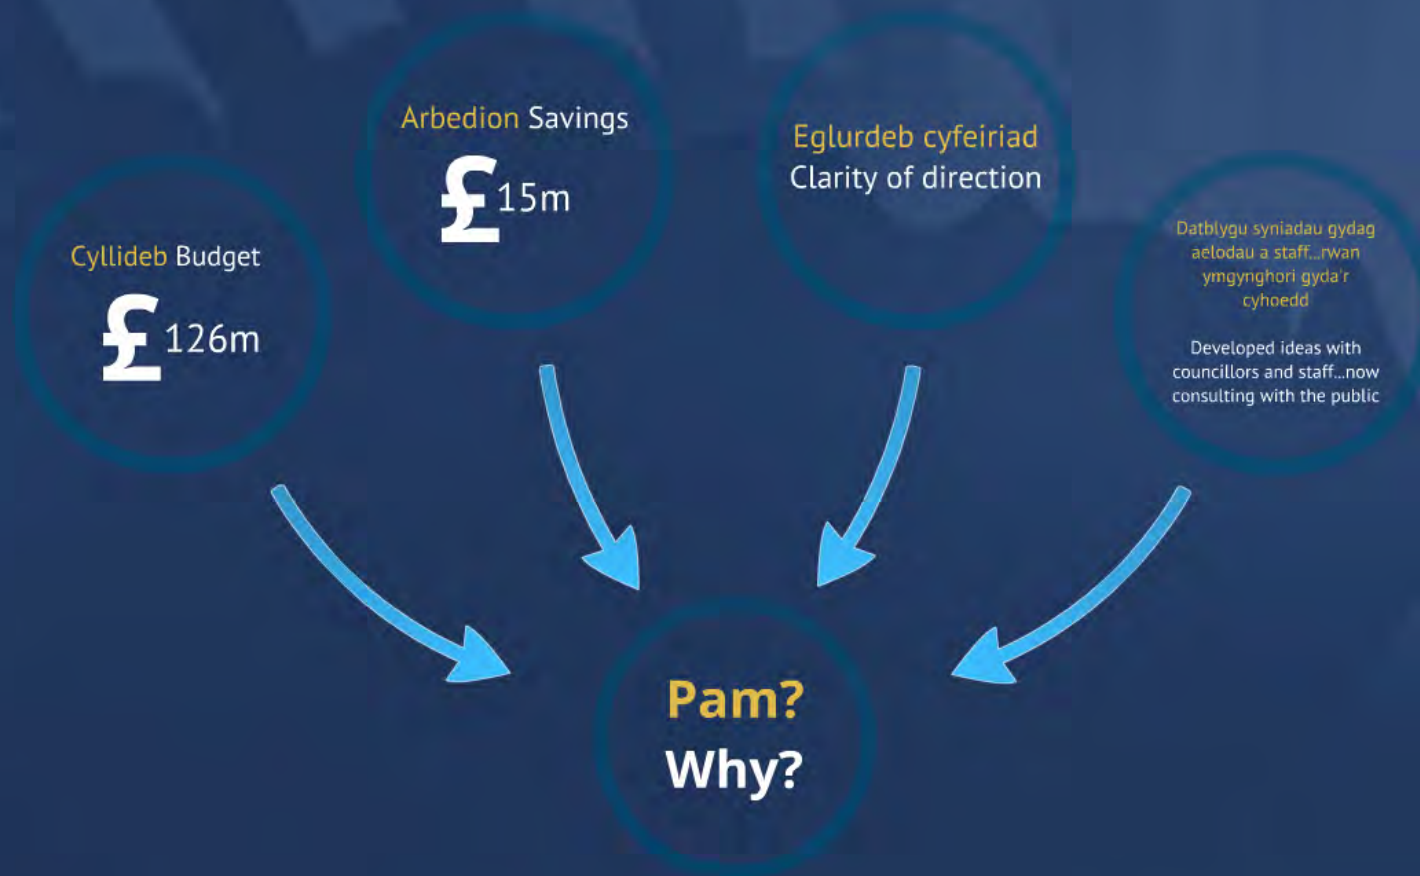 Cyllideb Budget
£126m
Arbedion Savings
£15m
Eglurdeb cyfeiriad
Clarity of direction
Datblygu syniadau gydag
aelodau a staff...rwan
ymgynghori gyda'r
cyhoedd
Developed ideas with
councillors and staff...now
consulting with the public
Pam?
Why?